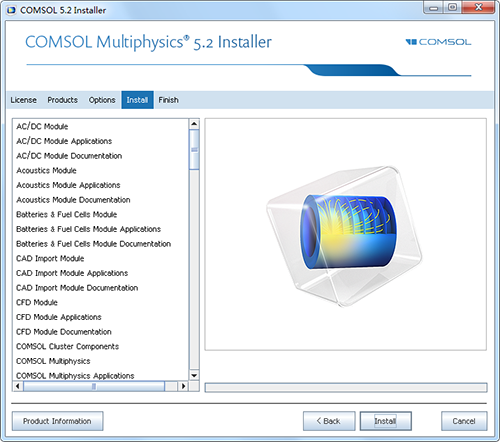 COMSOL 5.2 Installer
COMSOL Multiphysics® 5.2 Installer
COMSOL
License Products Options Install Finish
AC/DC Module
AC/DC Module Applications
AC/DC Module Documentation
Acoustics Module
Acoustics Module Applications
Acoustics Module Documentation
Batteries & Fuel Cells Module
Batteries & Fuel Cells Module Applications
Batteries & Fuel Cells Module Documentation
CAD Import Module
CAD Import Module Applications
CAD Import Module Documentation
CFD Module
CFD Module Applications
CFD Module Documentation
COMSOL Cluster Components
COMSOL Multiphysics
COMSOL Multiphysics Applications
Product Information < Back Install Cancel